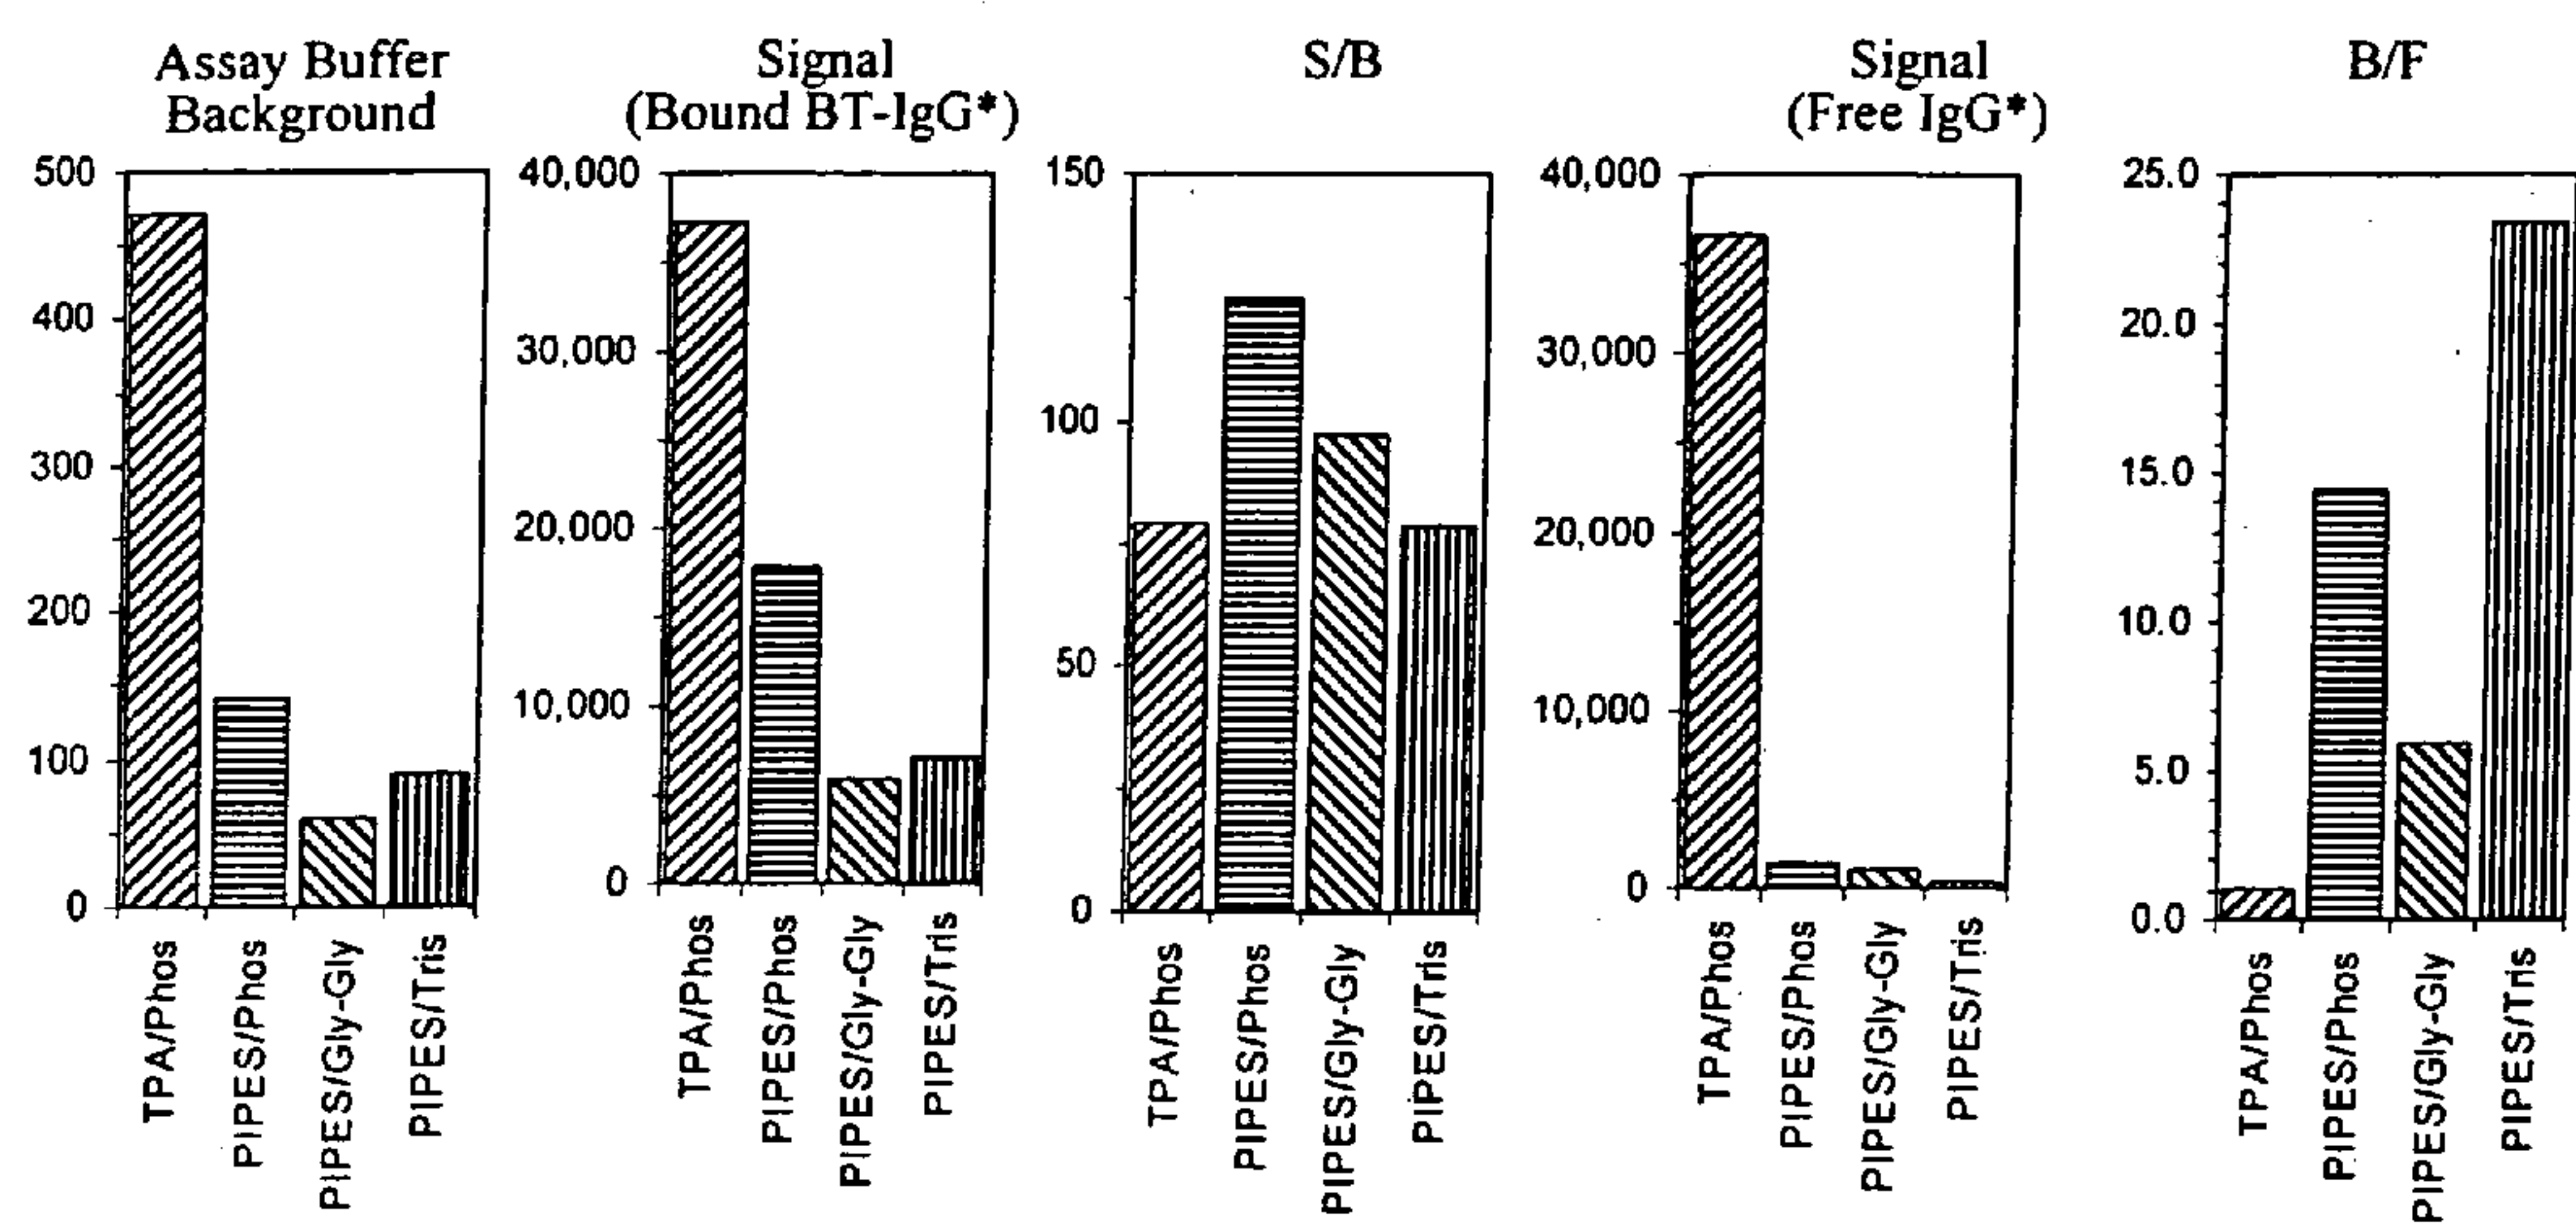 Assay Buffer
Background
500
400
300
200
100
0
TPA/Phos
PIPES/Phos
PIPES/Gly-Gly
PIPES/Tris
Signal
(Bound BT-IgG*)
40,000
30,000
20,000
10,000
0
TPA/Phos
PIPES/Phos
PIPES/Gly-Gly
PIPES/Tris
S/B
150
100
50
0
TPA/Phos
PIPES/Phos
PIPES/Gly-Gly
PIPES/Tris
Signal
(Free IgG*)
40,000
30,000
20,000
10,000
0
TPA/Phos
PIPES/Phos
PIPES/Gly-Gly
PIPES/Tris
B/F
25.0
20.0
15.0
10.0
5.0
0.0
TPA/Phos
PIPES/Phos
PIPES/Gly-Gly
PIPES/Tris